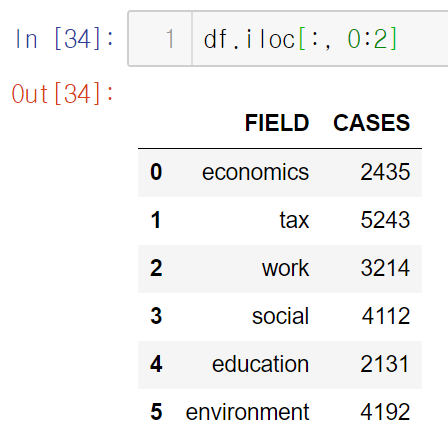 In [34]: 1 df.iloc[:, 0:2]
Out[34]:
FIELD CASES
0 economics 2435
1 tax 5243
2 work 3214
3 social 4112
4 education 2131
5 environment 4192